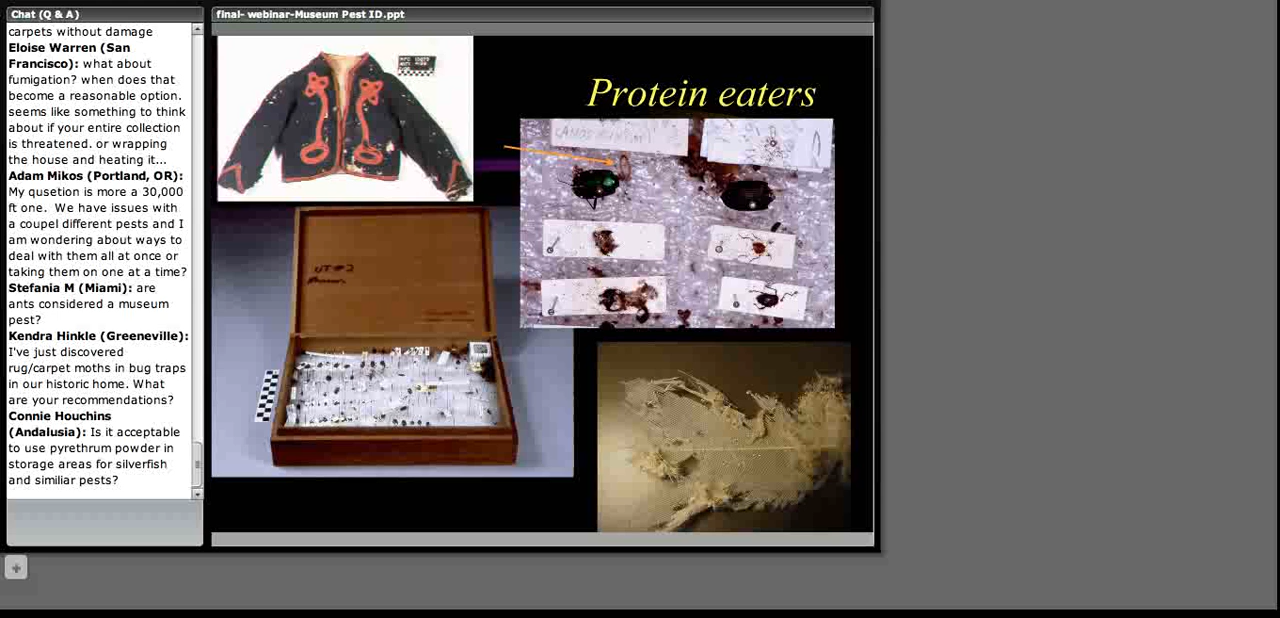 Chat (Q & A)
carpets without damage
Eloise Warren (San
Francisco): what about
fumigation? when does that
become a reasonable option.
seems like something to think
about if your entire collection
is threatened. or wrapping
the house and heating it...
Adam Mikos (Portland, OR):
My qusetion is more a 30,000
ft one.  We have issues with
a coupel different pests and I
am wondering about ways to
deal with them all at once or
taking them on one at a time?
Stefania M (Miami): are
ants considered a museum
pest?
Kendra Hinkle (Greeneville):
I've just discovered
rug/carpet moths in bug traps
in our historic home. What
are your recommendations?
Connie Houchins
(Andalusia): Is it acceptable
to use pyrethrum powder in
storage areas for silverfish
and similiar pests?
final- webinar-Museum Pest ID.ppt
Protein eaters